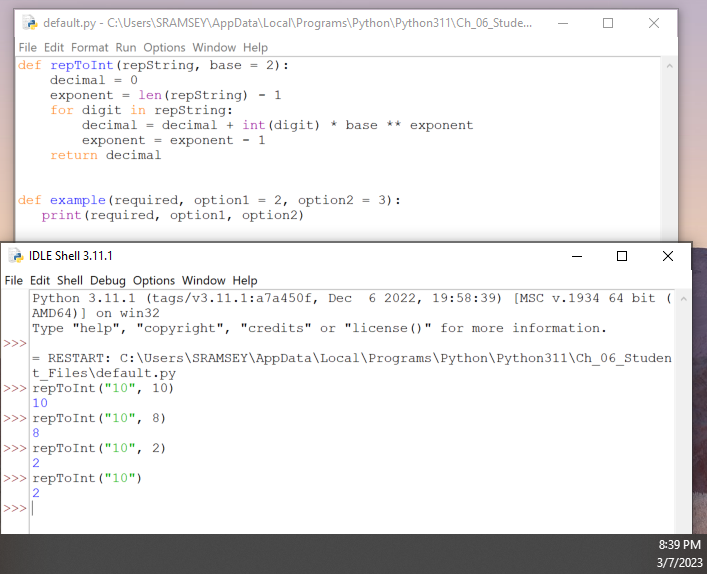 default.py - C:\Users\SRAMSEY\AppData\Local\Programs\Python\Python311\Ch_06_Stude...
File Edit Format Run Options Window Help
def repToInt(repString, base = 2):
    decimal = 0
    exponent = len(repString) - 1
    for digit in repString:
        decimal = decimal + int(digit) * base ** exponent
        exponent = exponent - 1
    return decimal
def example(required, option1 = 2, option2 = 3):
   print(required, option1, option2)
IDLE Shell 3.11.1
File Edit Shell Debug Options Window Help
Python 3.11.1 (tags/v3.11.1:a7a450f, Dec  6 2022, 19:58:39) [MSC v.1934 64 bit (
AMD64)] on win32
Type "help", "copyright", "credits" or "license()" for more information.
>>>
= RESTART: C:\Users\SRAMSEY\AppData\Local\Programs\Python\Python311\Ch_06_Studen
t_Files\default.py
>>> repToInt("10", 10)
10
>>> repToInt("10", 8)
8
>>> repToInt("10", 2)
2
>>> repToInt("10")
2
>>>
8:39 PM
3/7/2023